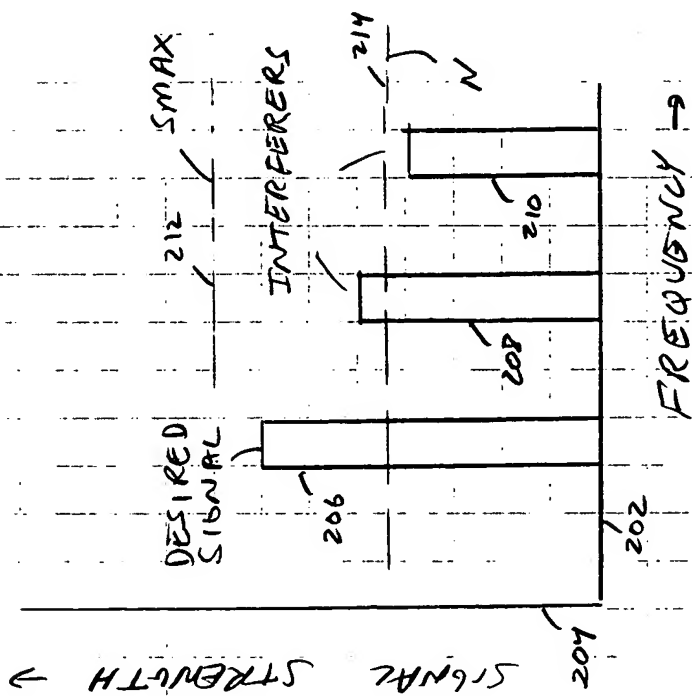 212 SMAX
INTERFERERS
214
N
DESIRED
SIGNAL
206
208
210
202
204
SIGNAL STRENGTH →
FREQUENCY →